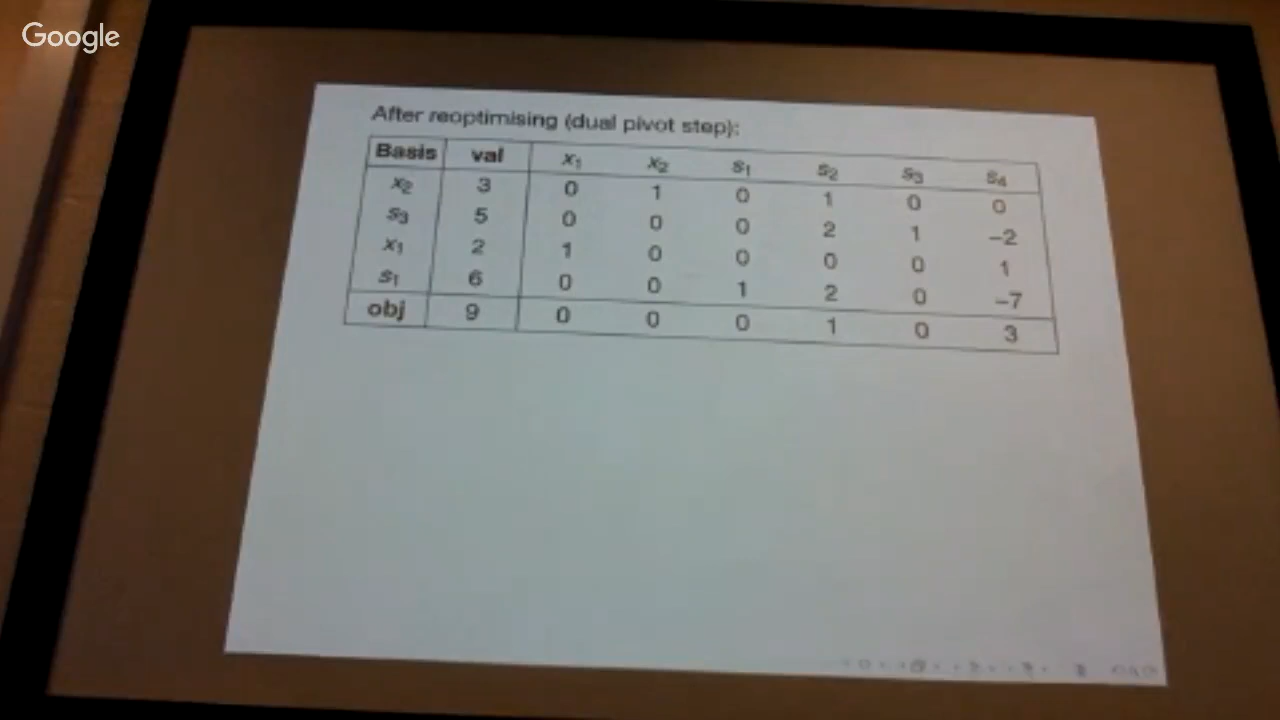 Google
After reoptimising (dual pivot step):
Basis val x₁ x₂ s₁ s₂ s₃ s₄
x₂ 3 0 1 0 1 0 0
s₃ 5 0 0 0 2 1 −2
x₁ 2 1 0 0 0 0 1
s₁ 6 0 0 1 2 0 −7
obj 9 0 0 0 1 0 3